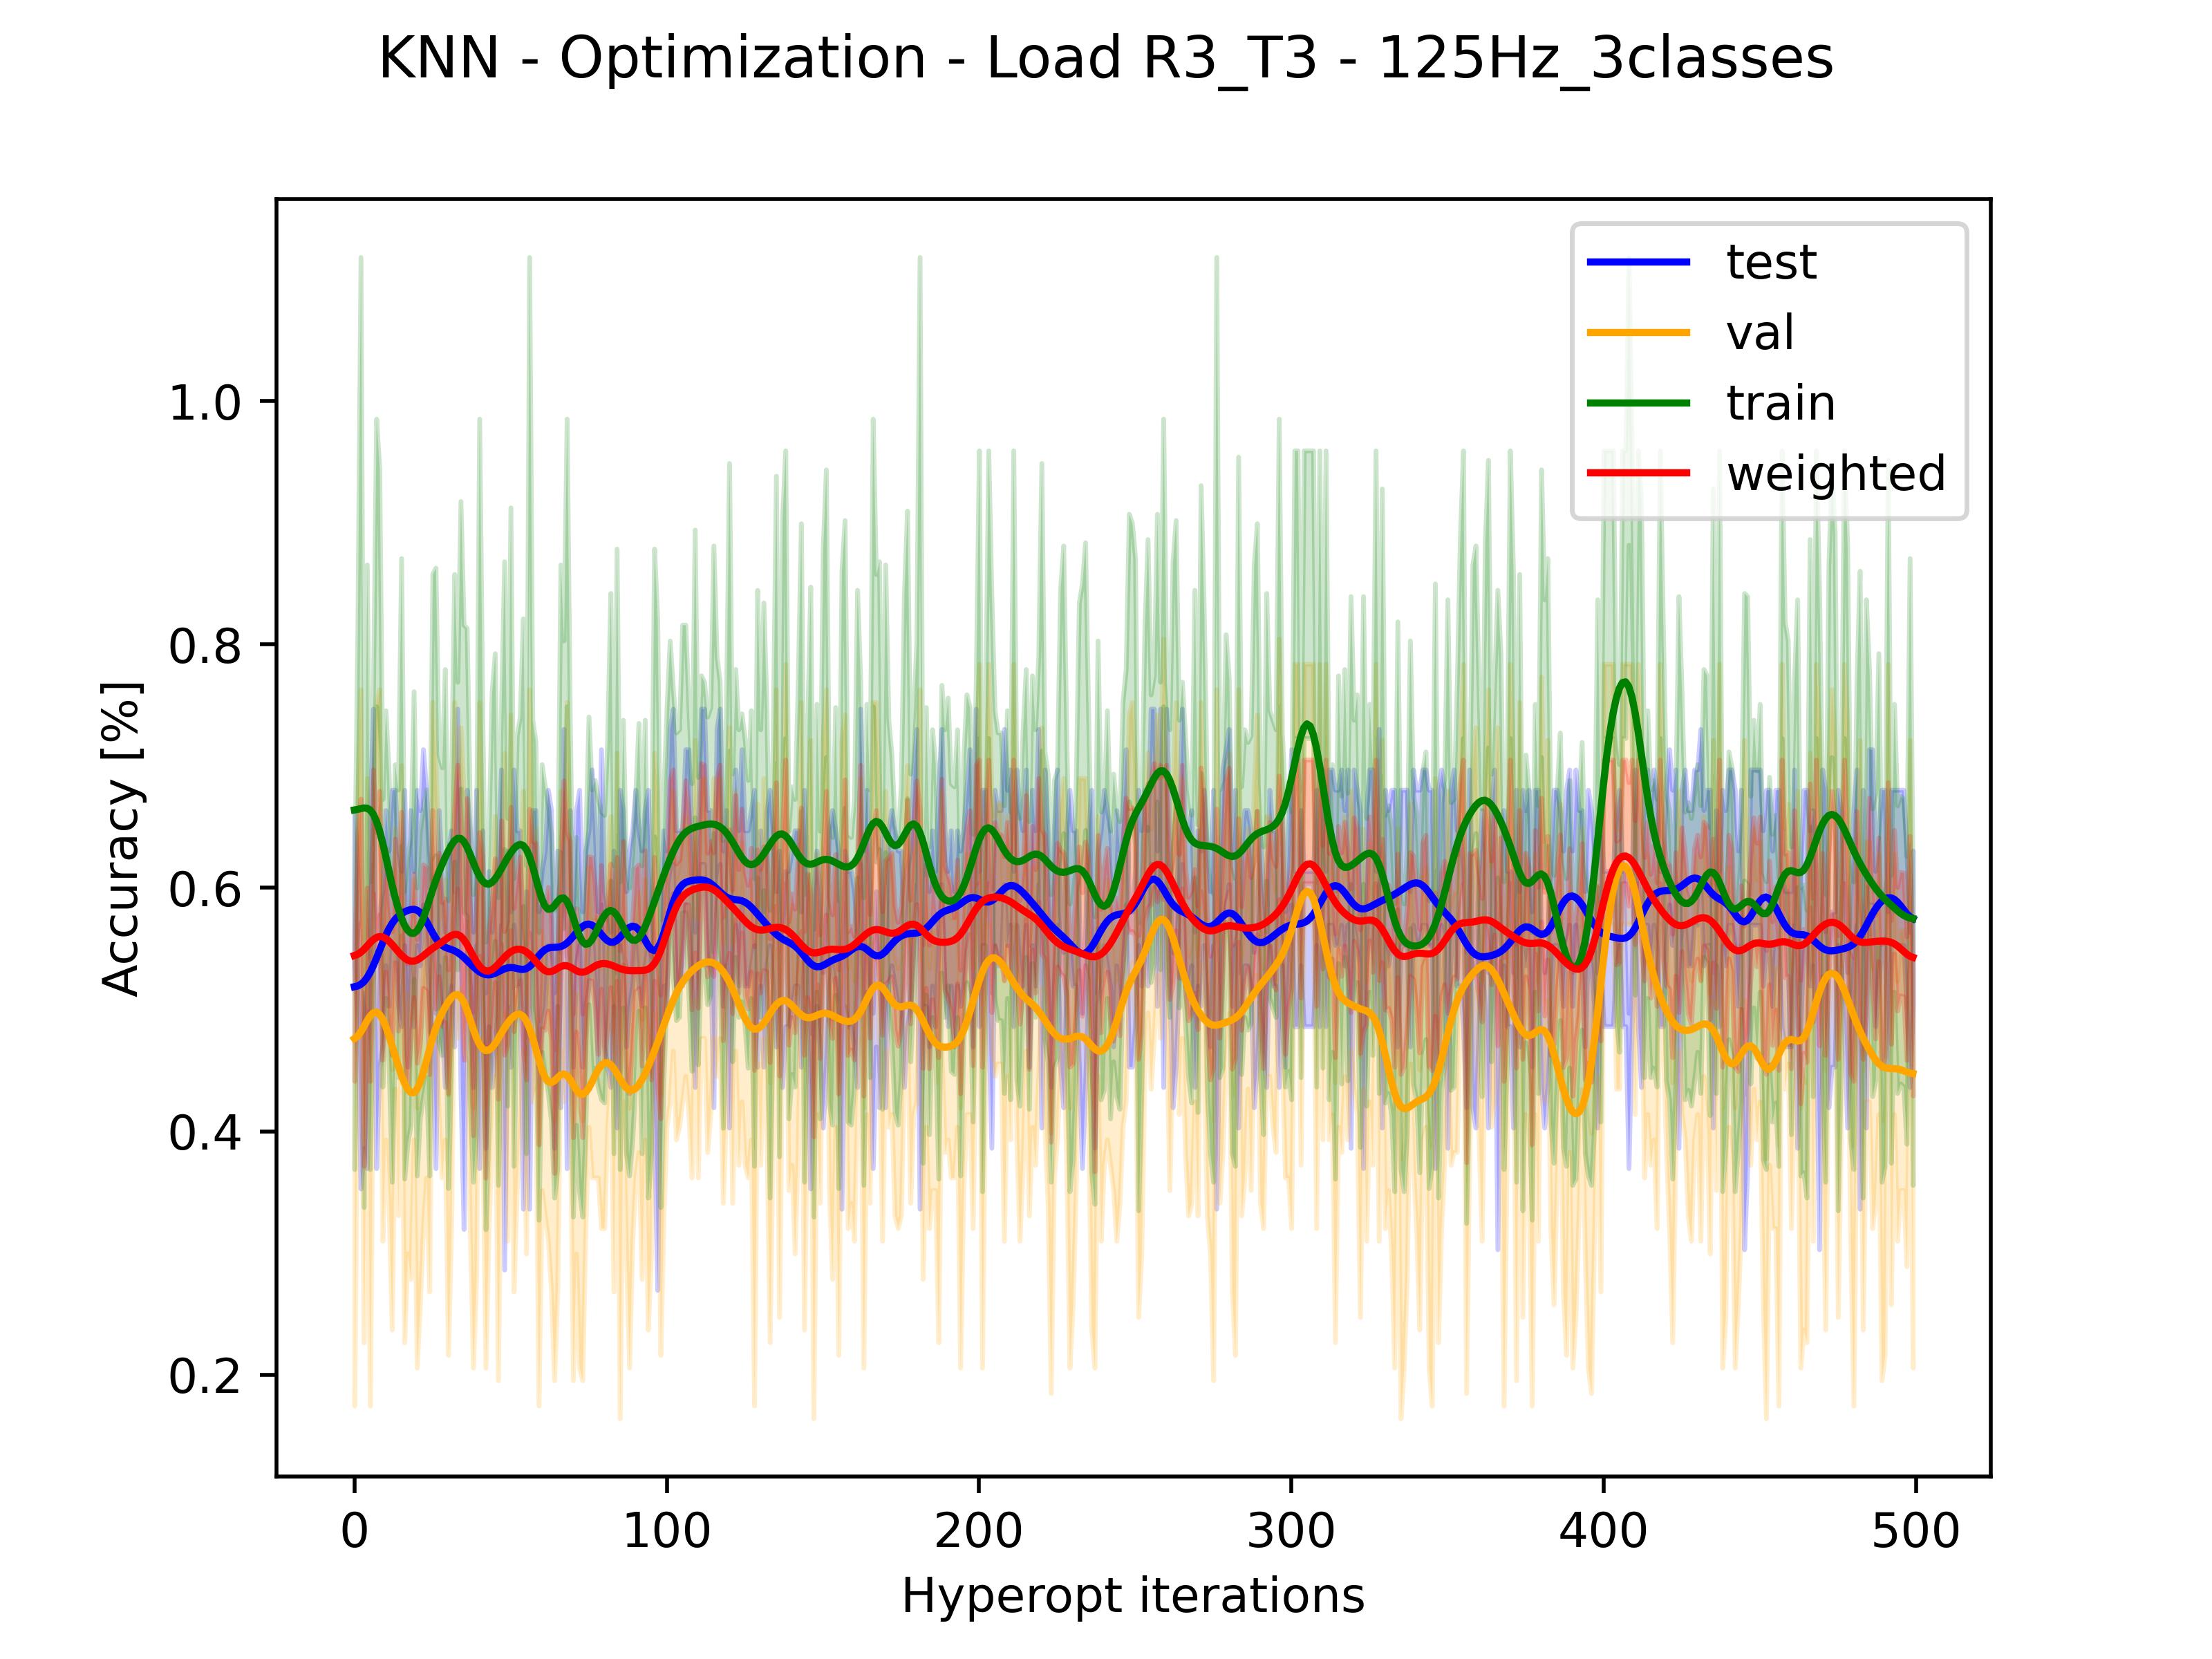 KNN - Optimization - Load R3_T3 - 125Hz_3classes
test
val
train
weighted
1.0
0.8
0.6
0.4
0.2
Accuracy [%]
0 100 200 300 400 500
Hyperopt iterations